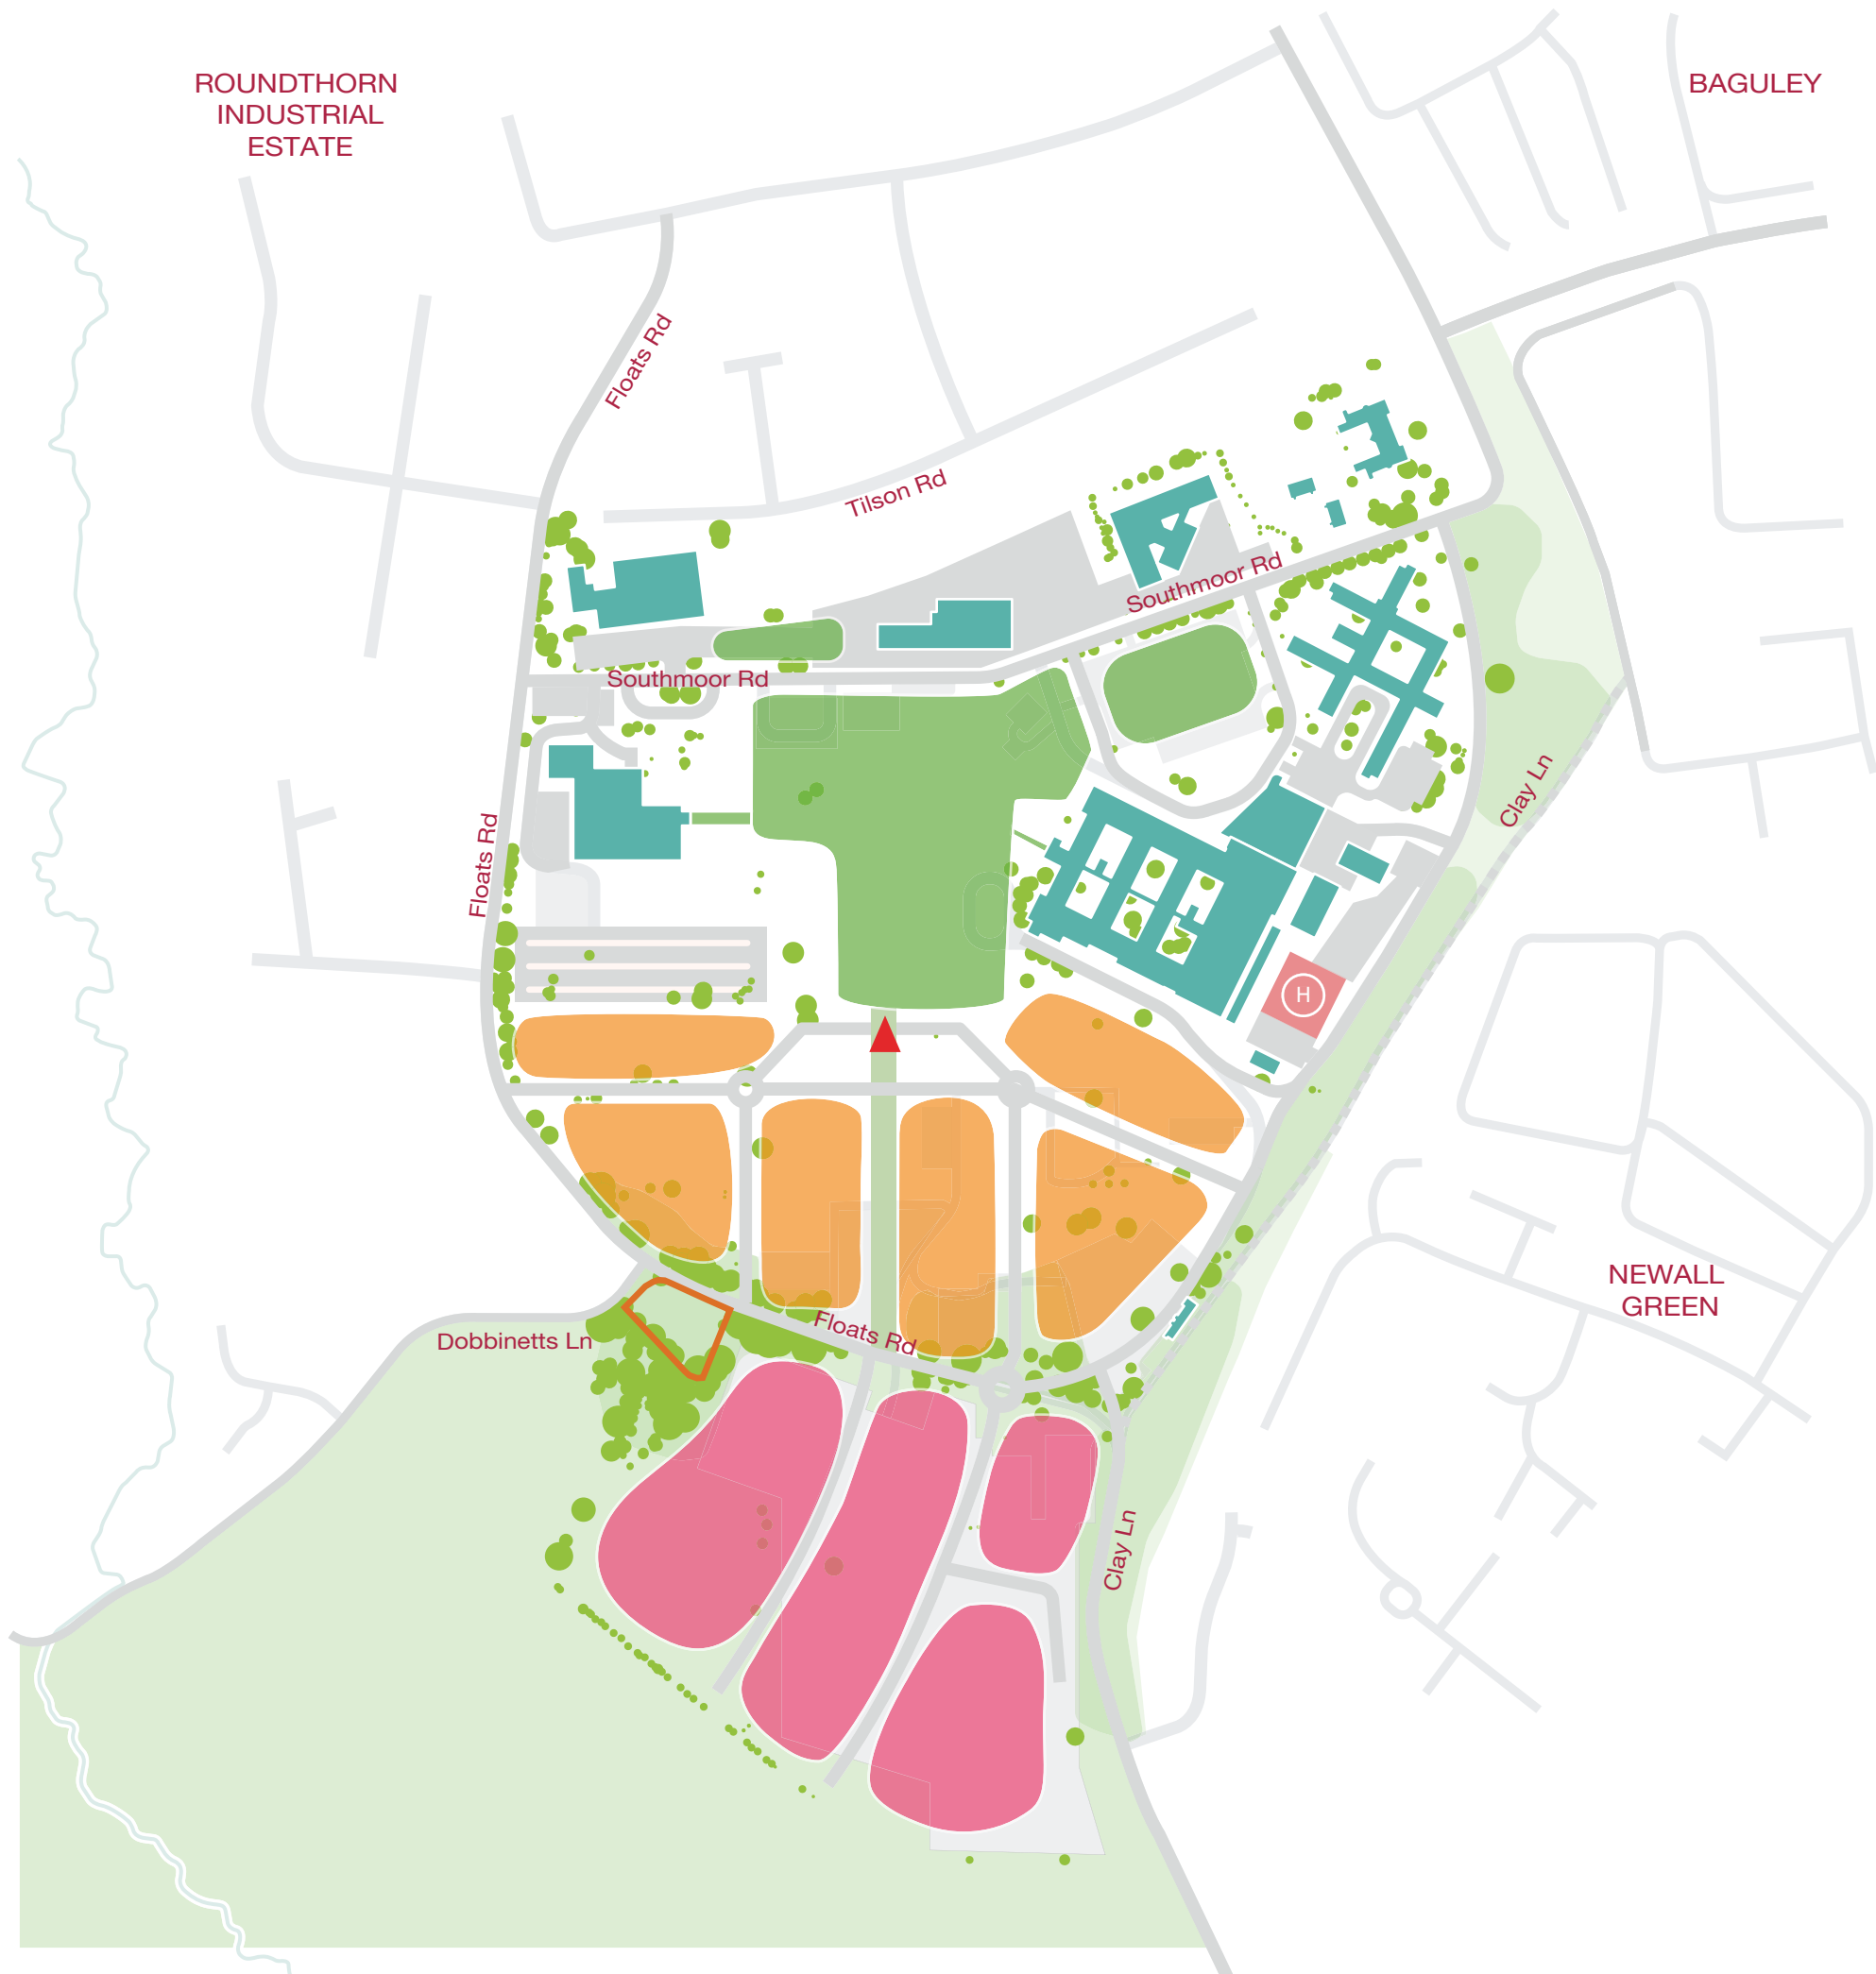 ROUNDTHORN
INDUSTRIAL
ESTATE
BAGULEY
Floats Rd
Tilson Rd
Southmoor Rd
Southmoor Rd
Clay Ln
Floats Rd
H
NEWALL
GREEN
Floats Rd
Dobbinetts Ln
Clay Ln